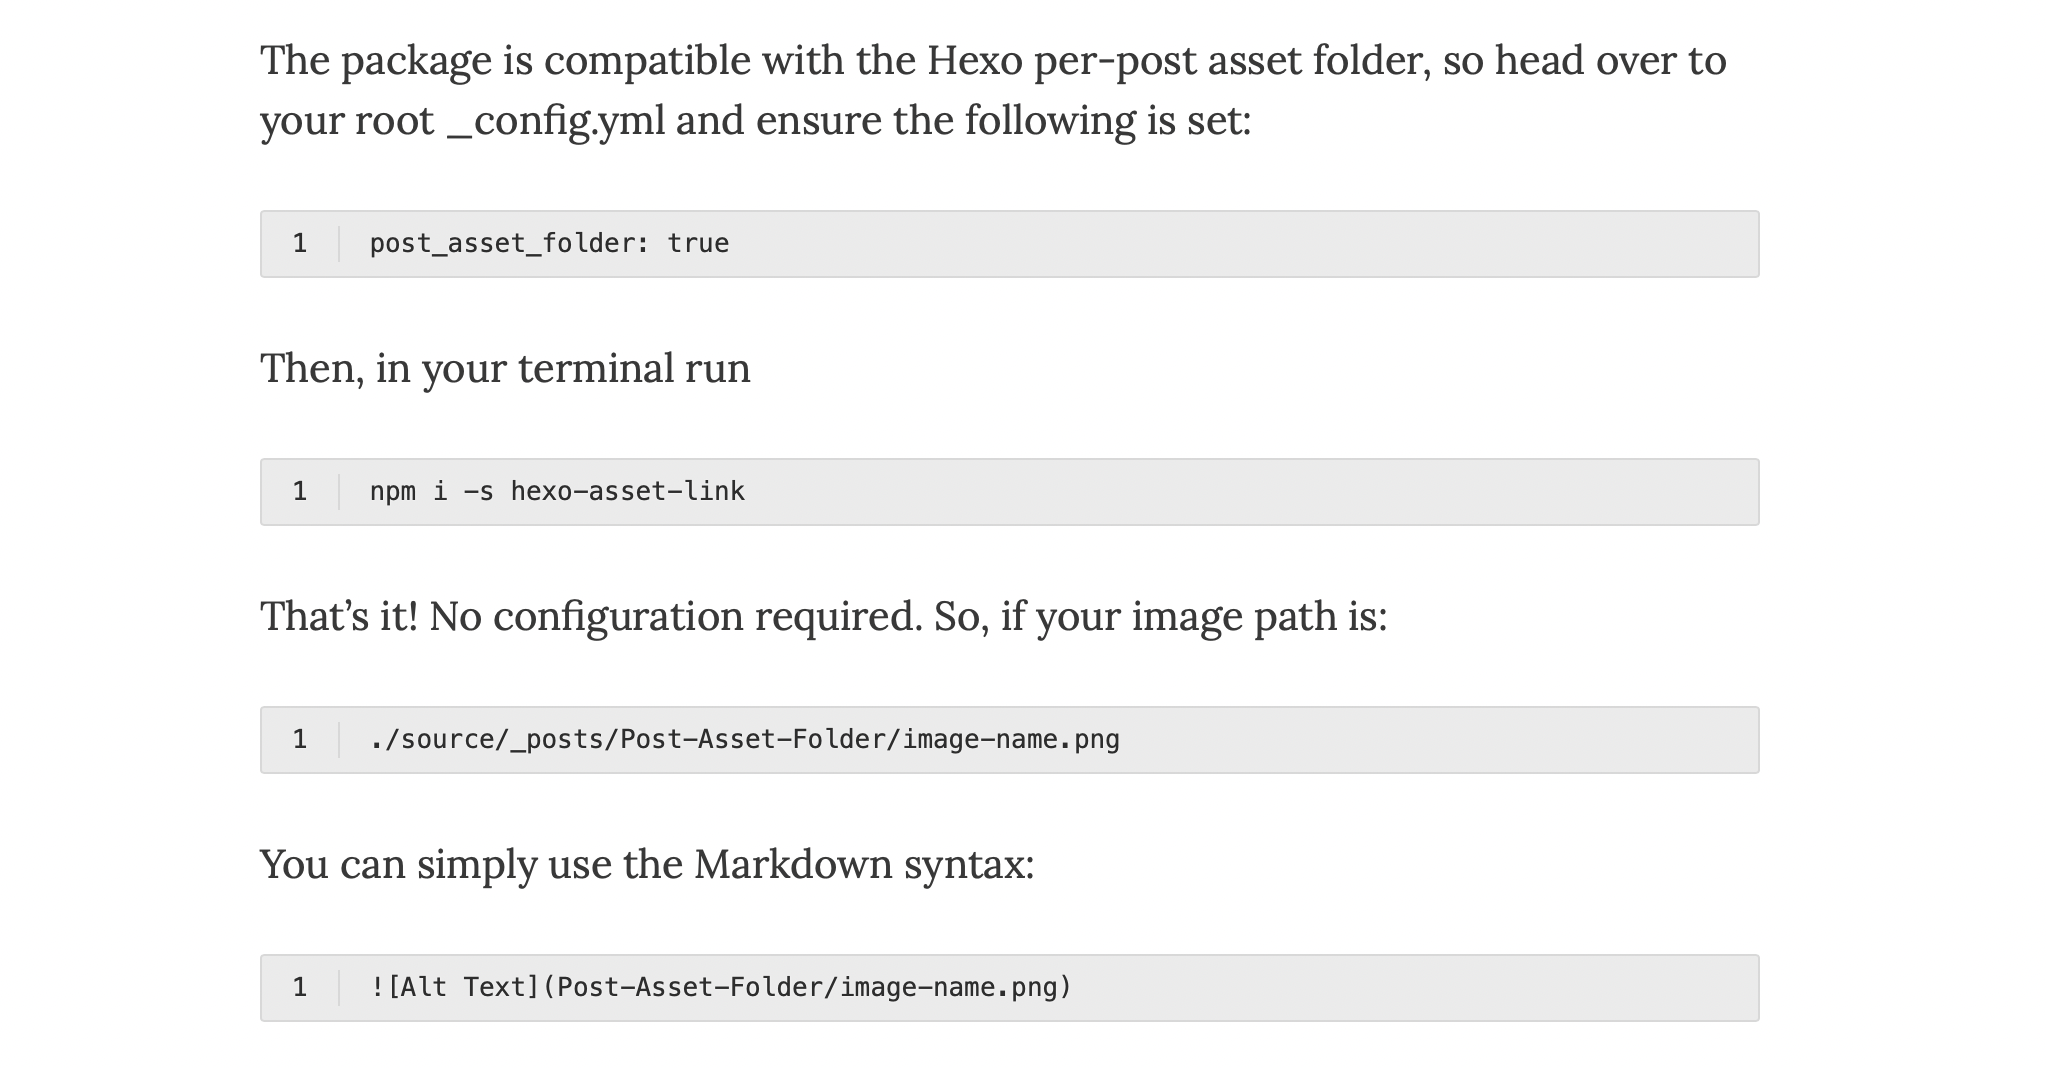 The package is compatible with the Hexo per-post asset folder, so head over to
your root _config.yml and ensure the following is set:
1 post_asset_folder: true
Then, in your terminal run
1 npm i -s hexo-asset-link
That’s it! No configuration required. So, if your image path is:
1 ./source/_posts/Post-Asset-Folder/image-name.png
You can simply use the Markdown syntax:
1 ![Alt Text](Post-Asset-Folder/image-name.png)